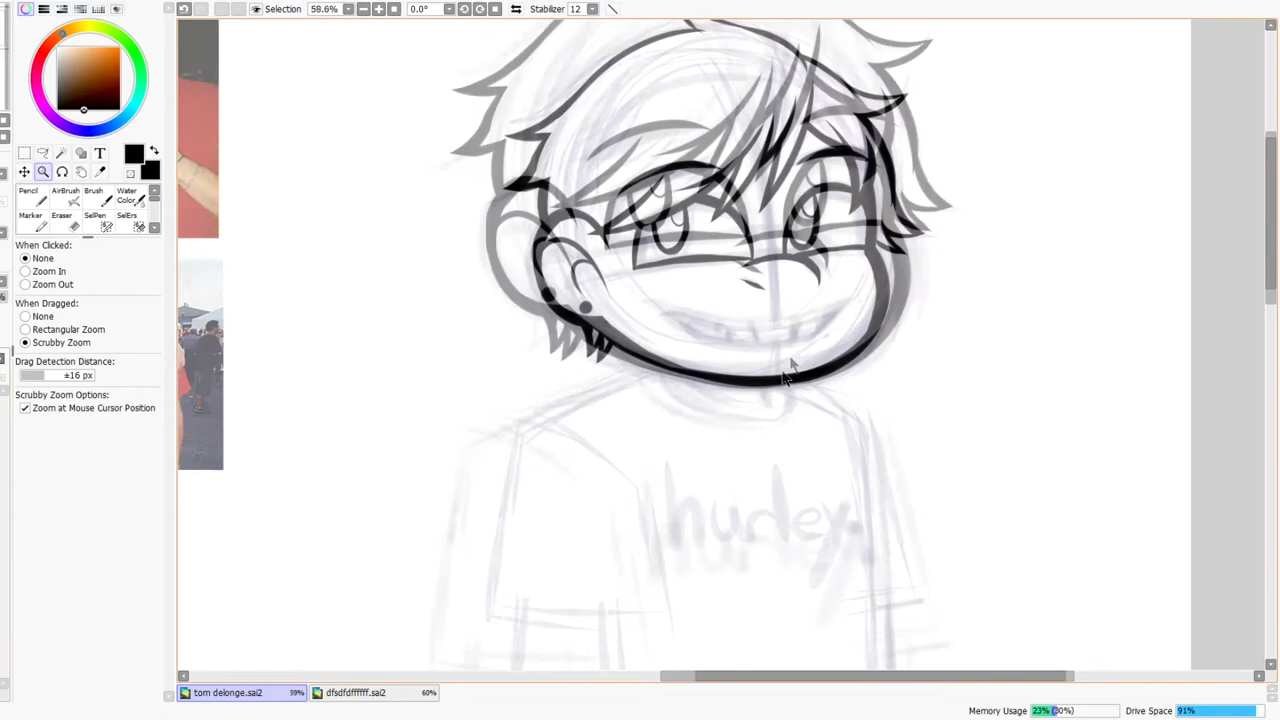 Selection
58.6%
0.0°
Stabilizer 12
T
Pencil AirBrush Brush Water Color
Marker Eraser SelPen SelErs
When Clicked:
None
Zoom In
Zoom Out
When Dragged:
None
Rectangular Zoom
Scrubby Zoom
Drag Detection Distance:
±16 px
Scrubby Zoom Options:
Zoom at Mouse Cursor Position
hurley.
tom delonge.sai2 59%
dfsdfdffffff.sai2 60%
Memory Usage 23% (30%)
Drive Space 91%